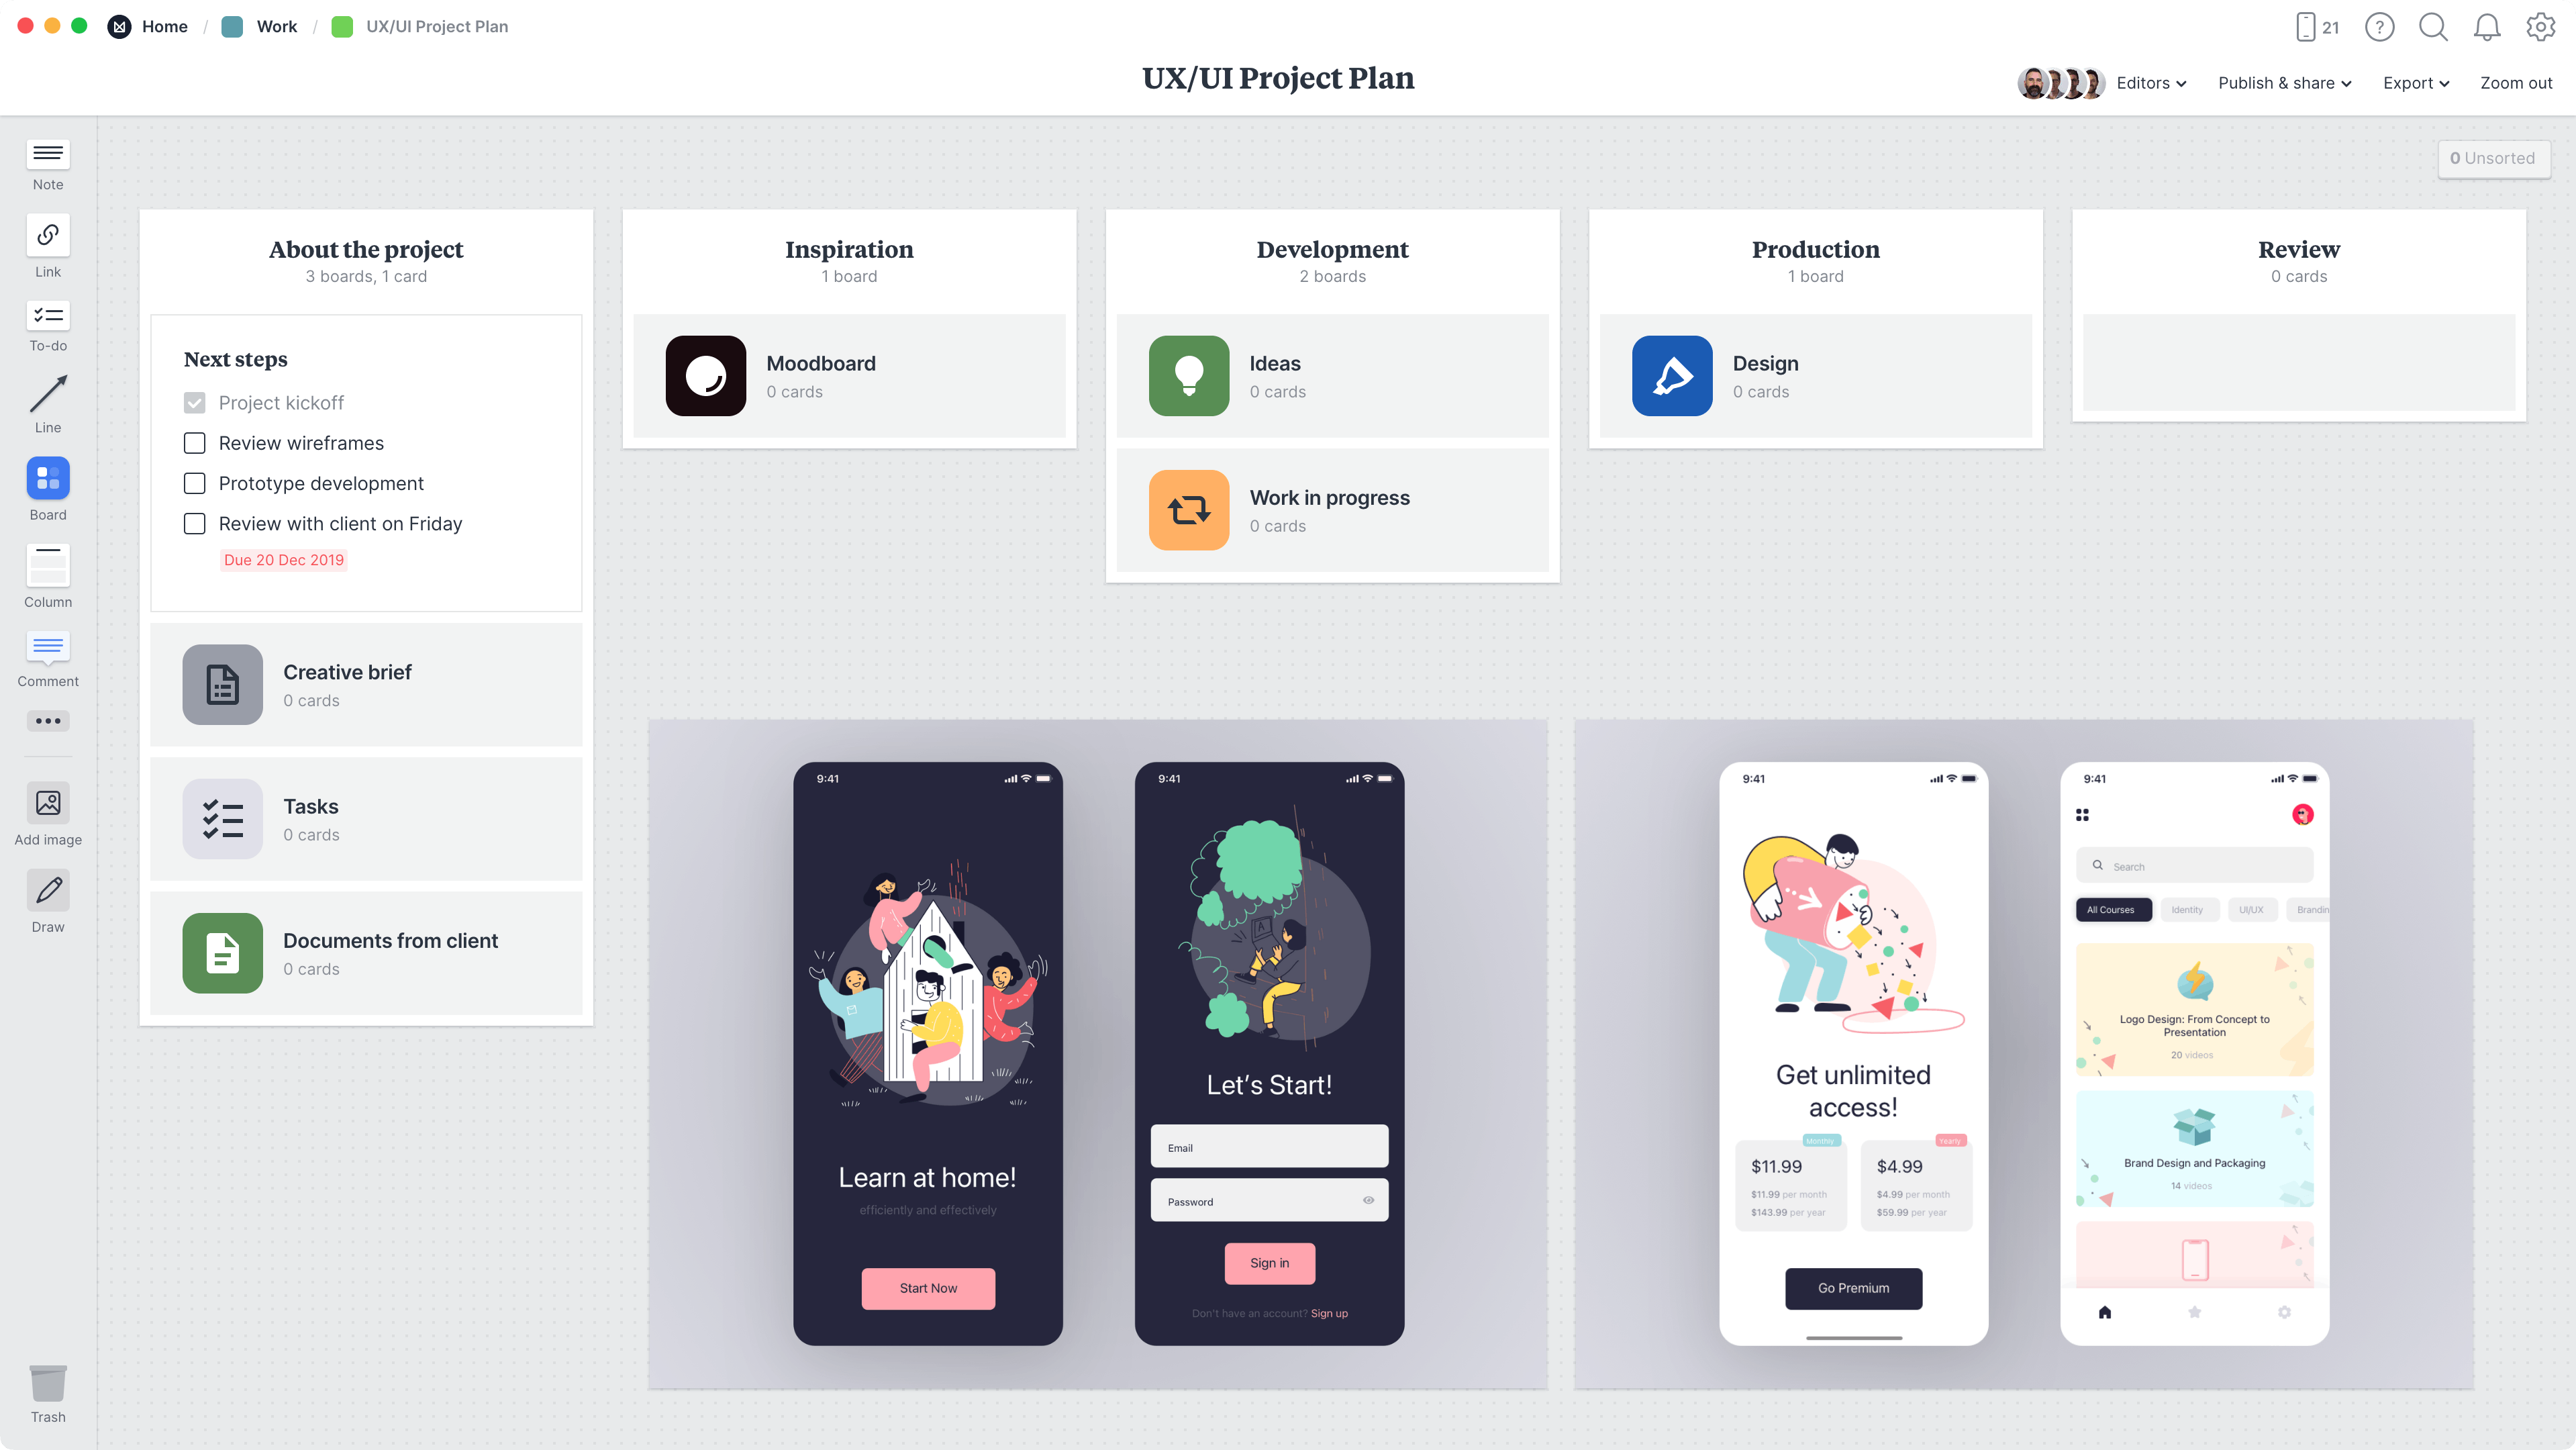 Home / Work / UX/UI Project Plan
21
?
UX/UI Project Plan
Editors
Publish & share
Export
Zoom out
Note
Link
To-do
Line
Board
Column
Comment
Add image
Draw
Trash
0 Unsorted
About the project
3 boards, 1 card
Next steps
Project kickoff
Review wireframes
Prototype development
Review with client on Friday
Due 20 Dec 2019
Creative brief
0 cards
Tasks
0 cards
Documents from client
0 cards
Inspiration
1 board
Moodboard
0 cards
Development
2 boards
Ideas
0 cards
Work in progress
0 cards
Production
1 board
Design
0 cards
Review
0 cards
9:41
Learn at home!
efficiently and effectively
Start Now
9:41
A
Let's Start!
Email
Password
Sign in
Don't have an account? Sign up
9:41
Get unlimited
access!
Monthly
$11.99
$11.99 per month
$143.99 per year
Yearly
$4.99
$4.99 per month
$59.99 per year
Go Premium
9:41
Search
All Courses
Identity
UI/UX
Brandin
Logo Design: From Concept to
Presentation
20 videos
Brand Design and Packaging
14 videos